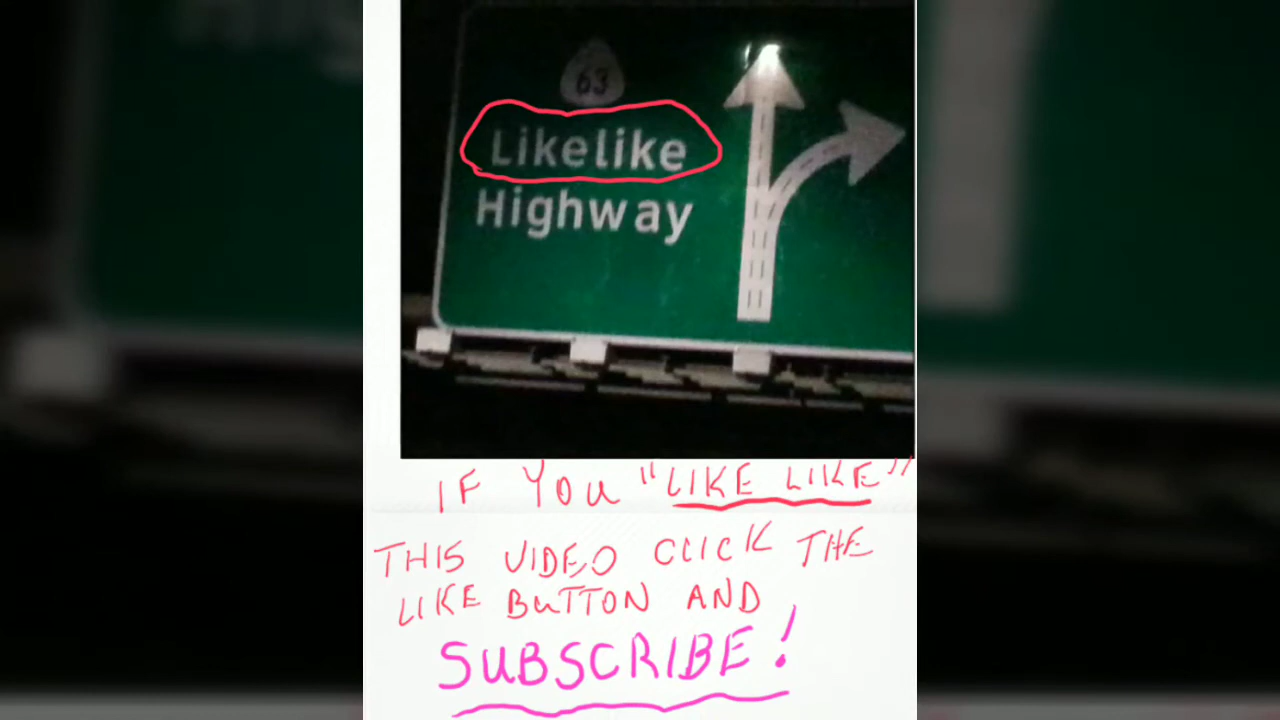 63
Likelike
Highway
IF YOU "LIKE LIKE"
THIS VIDEO CLICK THE
LIKE BUTTON AND
SUBSCRIBE!